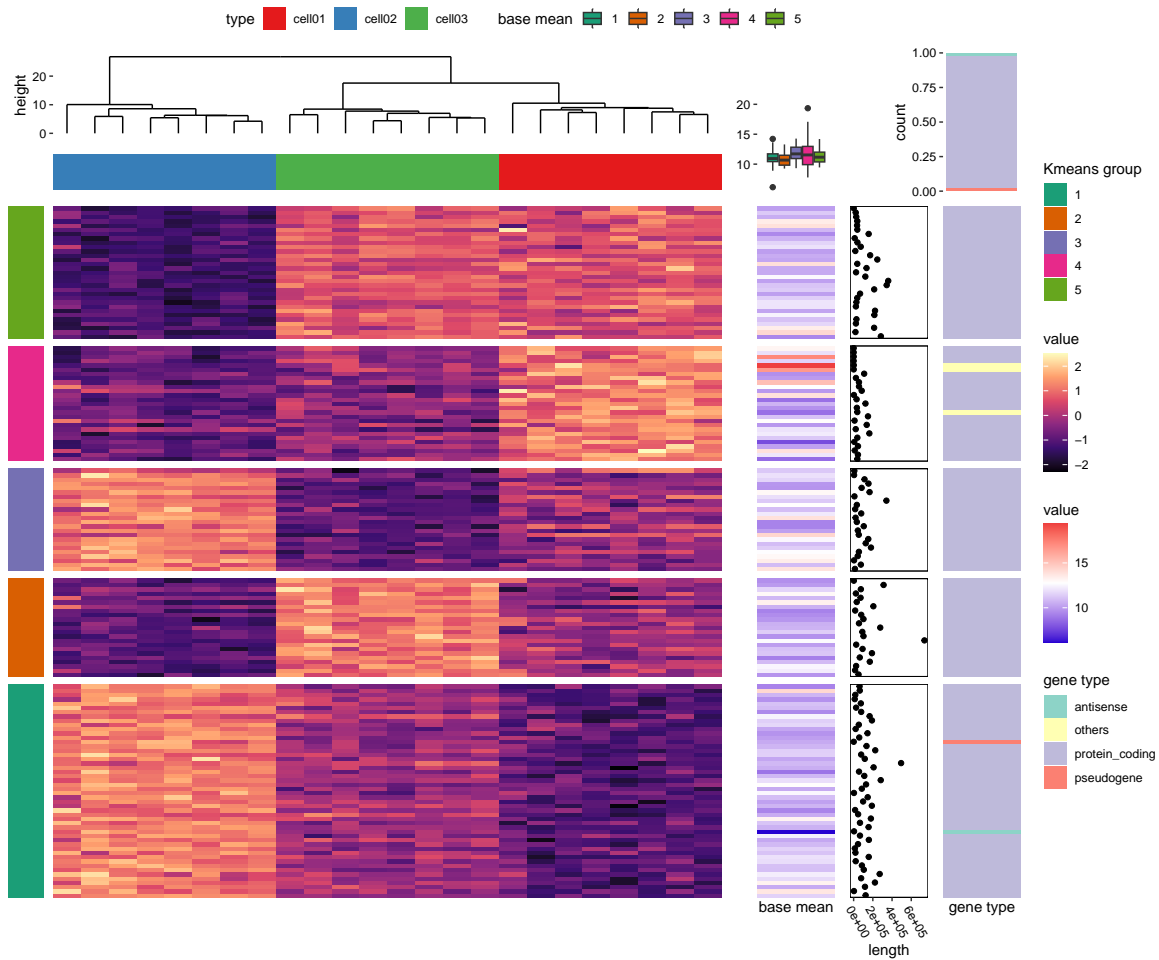 type cell01 cell02 cell03 base mean 1 2 3 4 5
height
20
10
0
20
15
10
count
1.00
0.75
0.50
0.25
0.00
Kmeans group
1
2
3
4
5
value
2
1
0
−1
−2
value
15
10
gene type
antisense
others
protein_coding
pseudogene
base mean
0e+00 2e+05 4e+05 6e+05
length
gene type